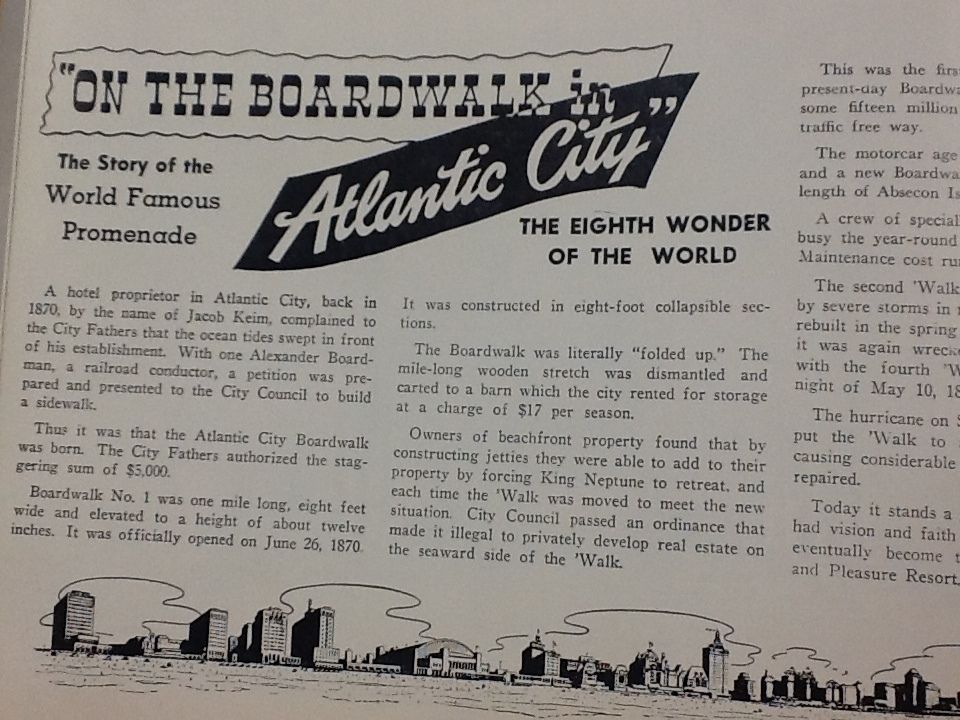 "ON THE BOARDWALK in
Atlantic City"
The Story of the
World Famous
Promenade
THE EIGHTH WONDER
OF THE WORLD
A hotel proprietor in Atlantic City, back in
1870, by the name of Jacob Keim, complained to
the City Fathers that the ocean tides swept in front
of his establishment. With one Alexander Board-
man, a railroad conductor, a petition was pre-
pared and presented to the City Council to build
a sidewalk.
Thus it was that the Atlantic City Boardwalk
was born. The City Fathers authorized the stag-
gering sum of $5,000.
Boardwalk No. 1 was one mile long, eight feet
wide and elevated to a height of about twelve
inches. It was officially opened on June 26, 1870.
It was constructed in eight-foot collapsible sec-
tions.
The Boardwalk was literally "folded up." The
mile-long wooden stretch was dismantled and
carted to a barn which the city rented for storage
at a charge of $17 per season.
Owners of beachfront property found that by
constructing jetties they were able to add to their
property by forcing King Neptune to retreat, and
each time the 'Walk was moved to meet the new
situation. City Council passed an ordinance that
made it illegal to privately develop real estate on
the seaward side of the 'Walk.
This was the
present-day
some fifteen million
traffic free way.
The motorcar age
and a new
length of Absecon
A crew of
busy the year-round
Maintenance cost
The second 'Walk
by severe storms in
rebuilt in the spring
it was again
with the fourth
night of May 10,
The hurricane on
put the 'Walk to
causing considerable
repaired.
Today it stands a
had vision and faith
eventually become
and Pleasure Resort,